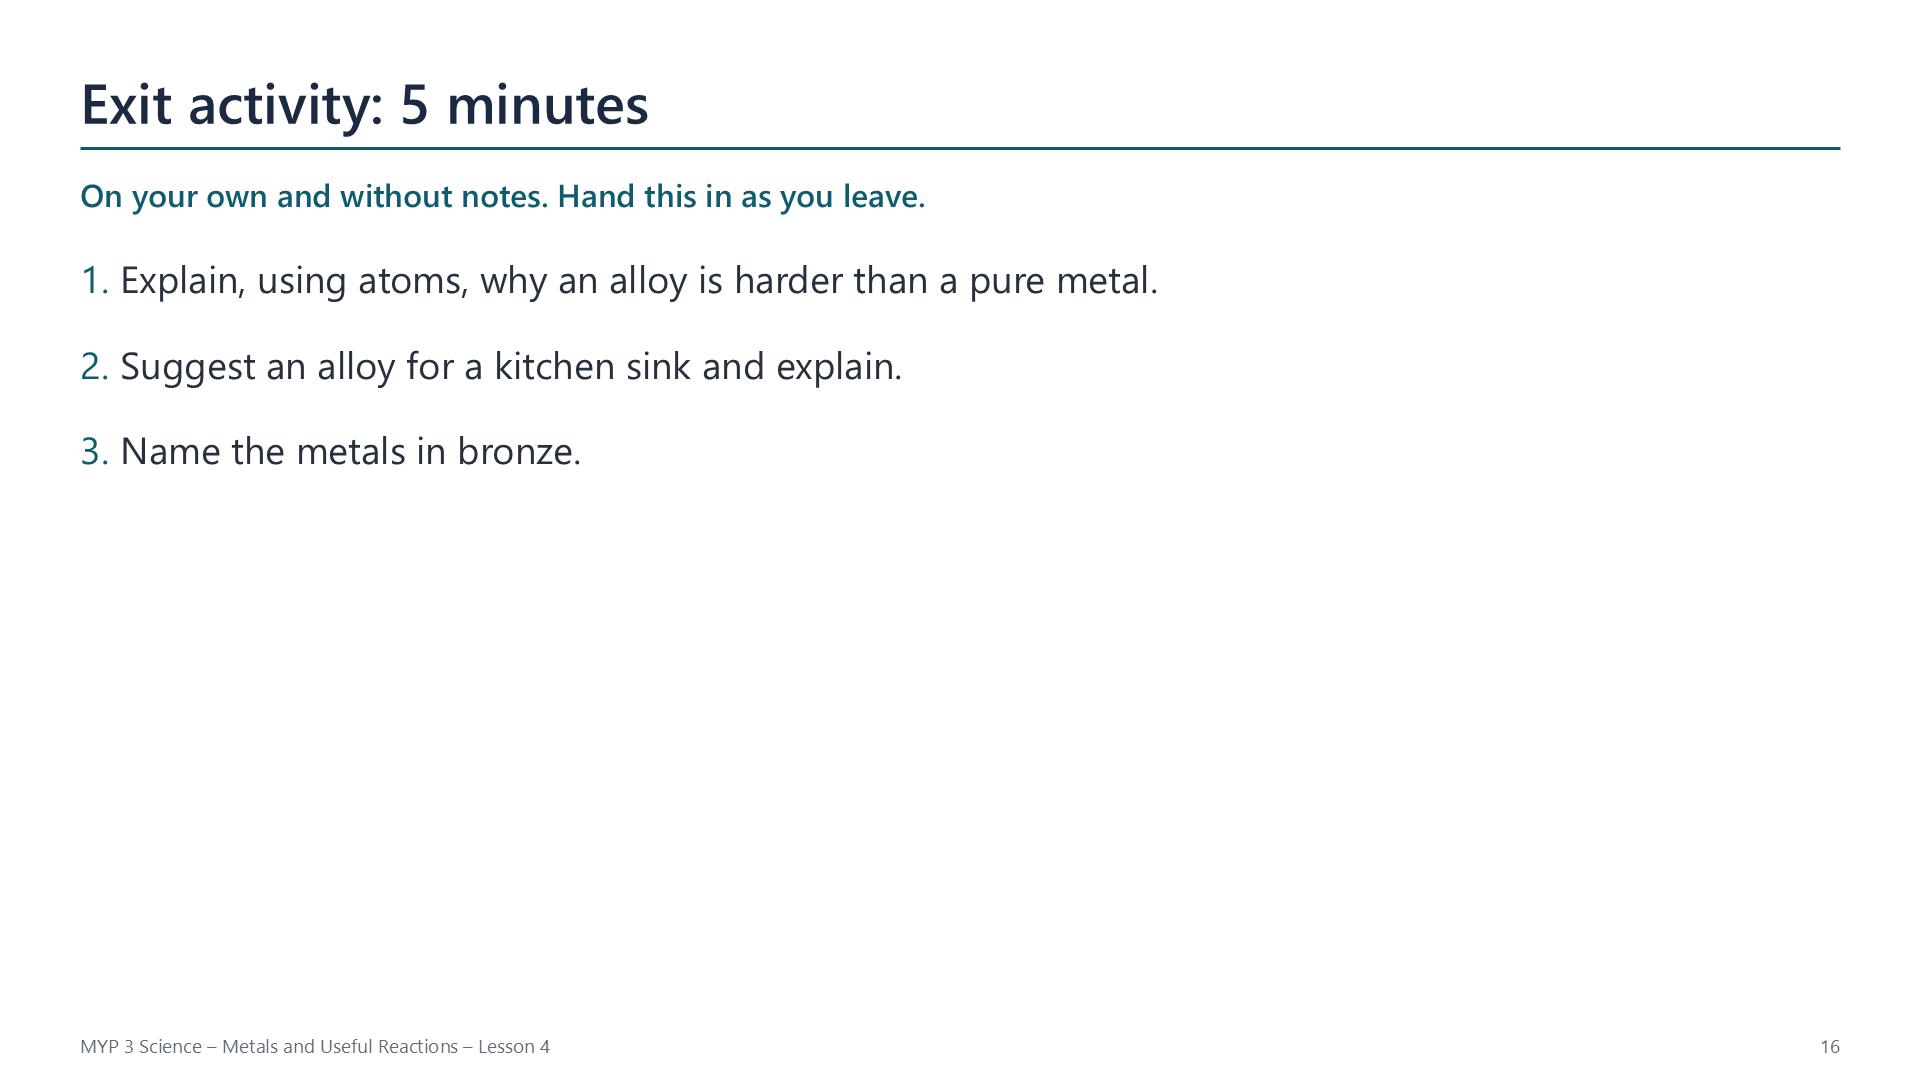 Exit activity: 5 minutes
On your own and without notes. Hand this in as you leave.
1. Explain, using atoms, why an alloy is harder than a pure metal.
2. Suggest an alloy for a kitchen sink and explain.
3. Name the metals in bronze.
MYP 3 Science – Metals and Useful Reactions – Lesson 4
16